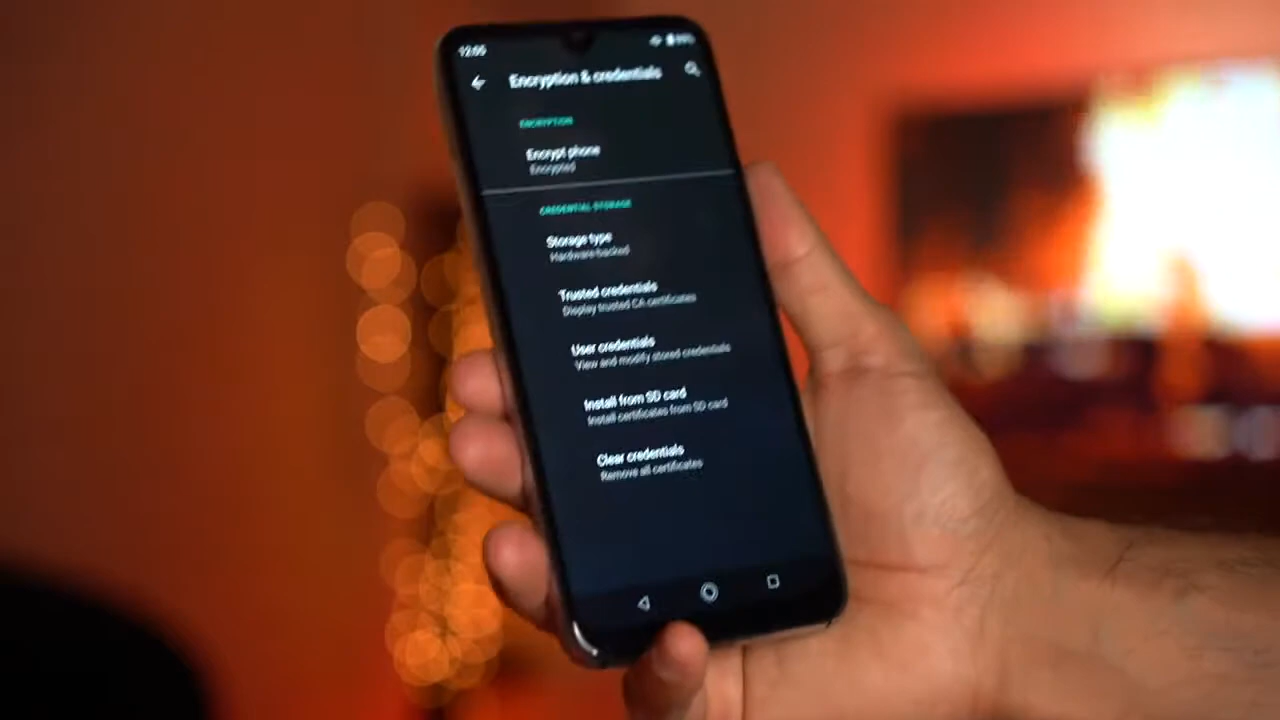 12:05
Encryption & credentials
ENCRYPTION
Encrypt phone
Encrypted
CREDENTIAL STORAGE
Storage type
Hardware-backed
Trusted credentials
Display trusted CA certificates
User credentials
View and modify stored credentials
Install from SD card
Install certificates from SD card
Clear credentials
Remove all certificates